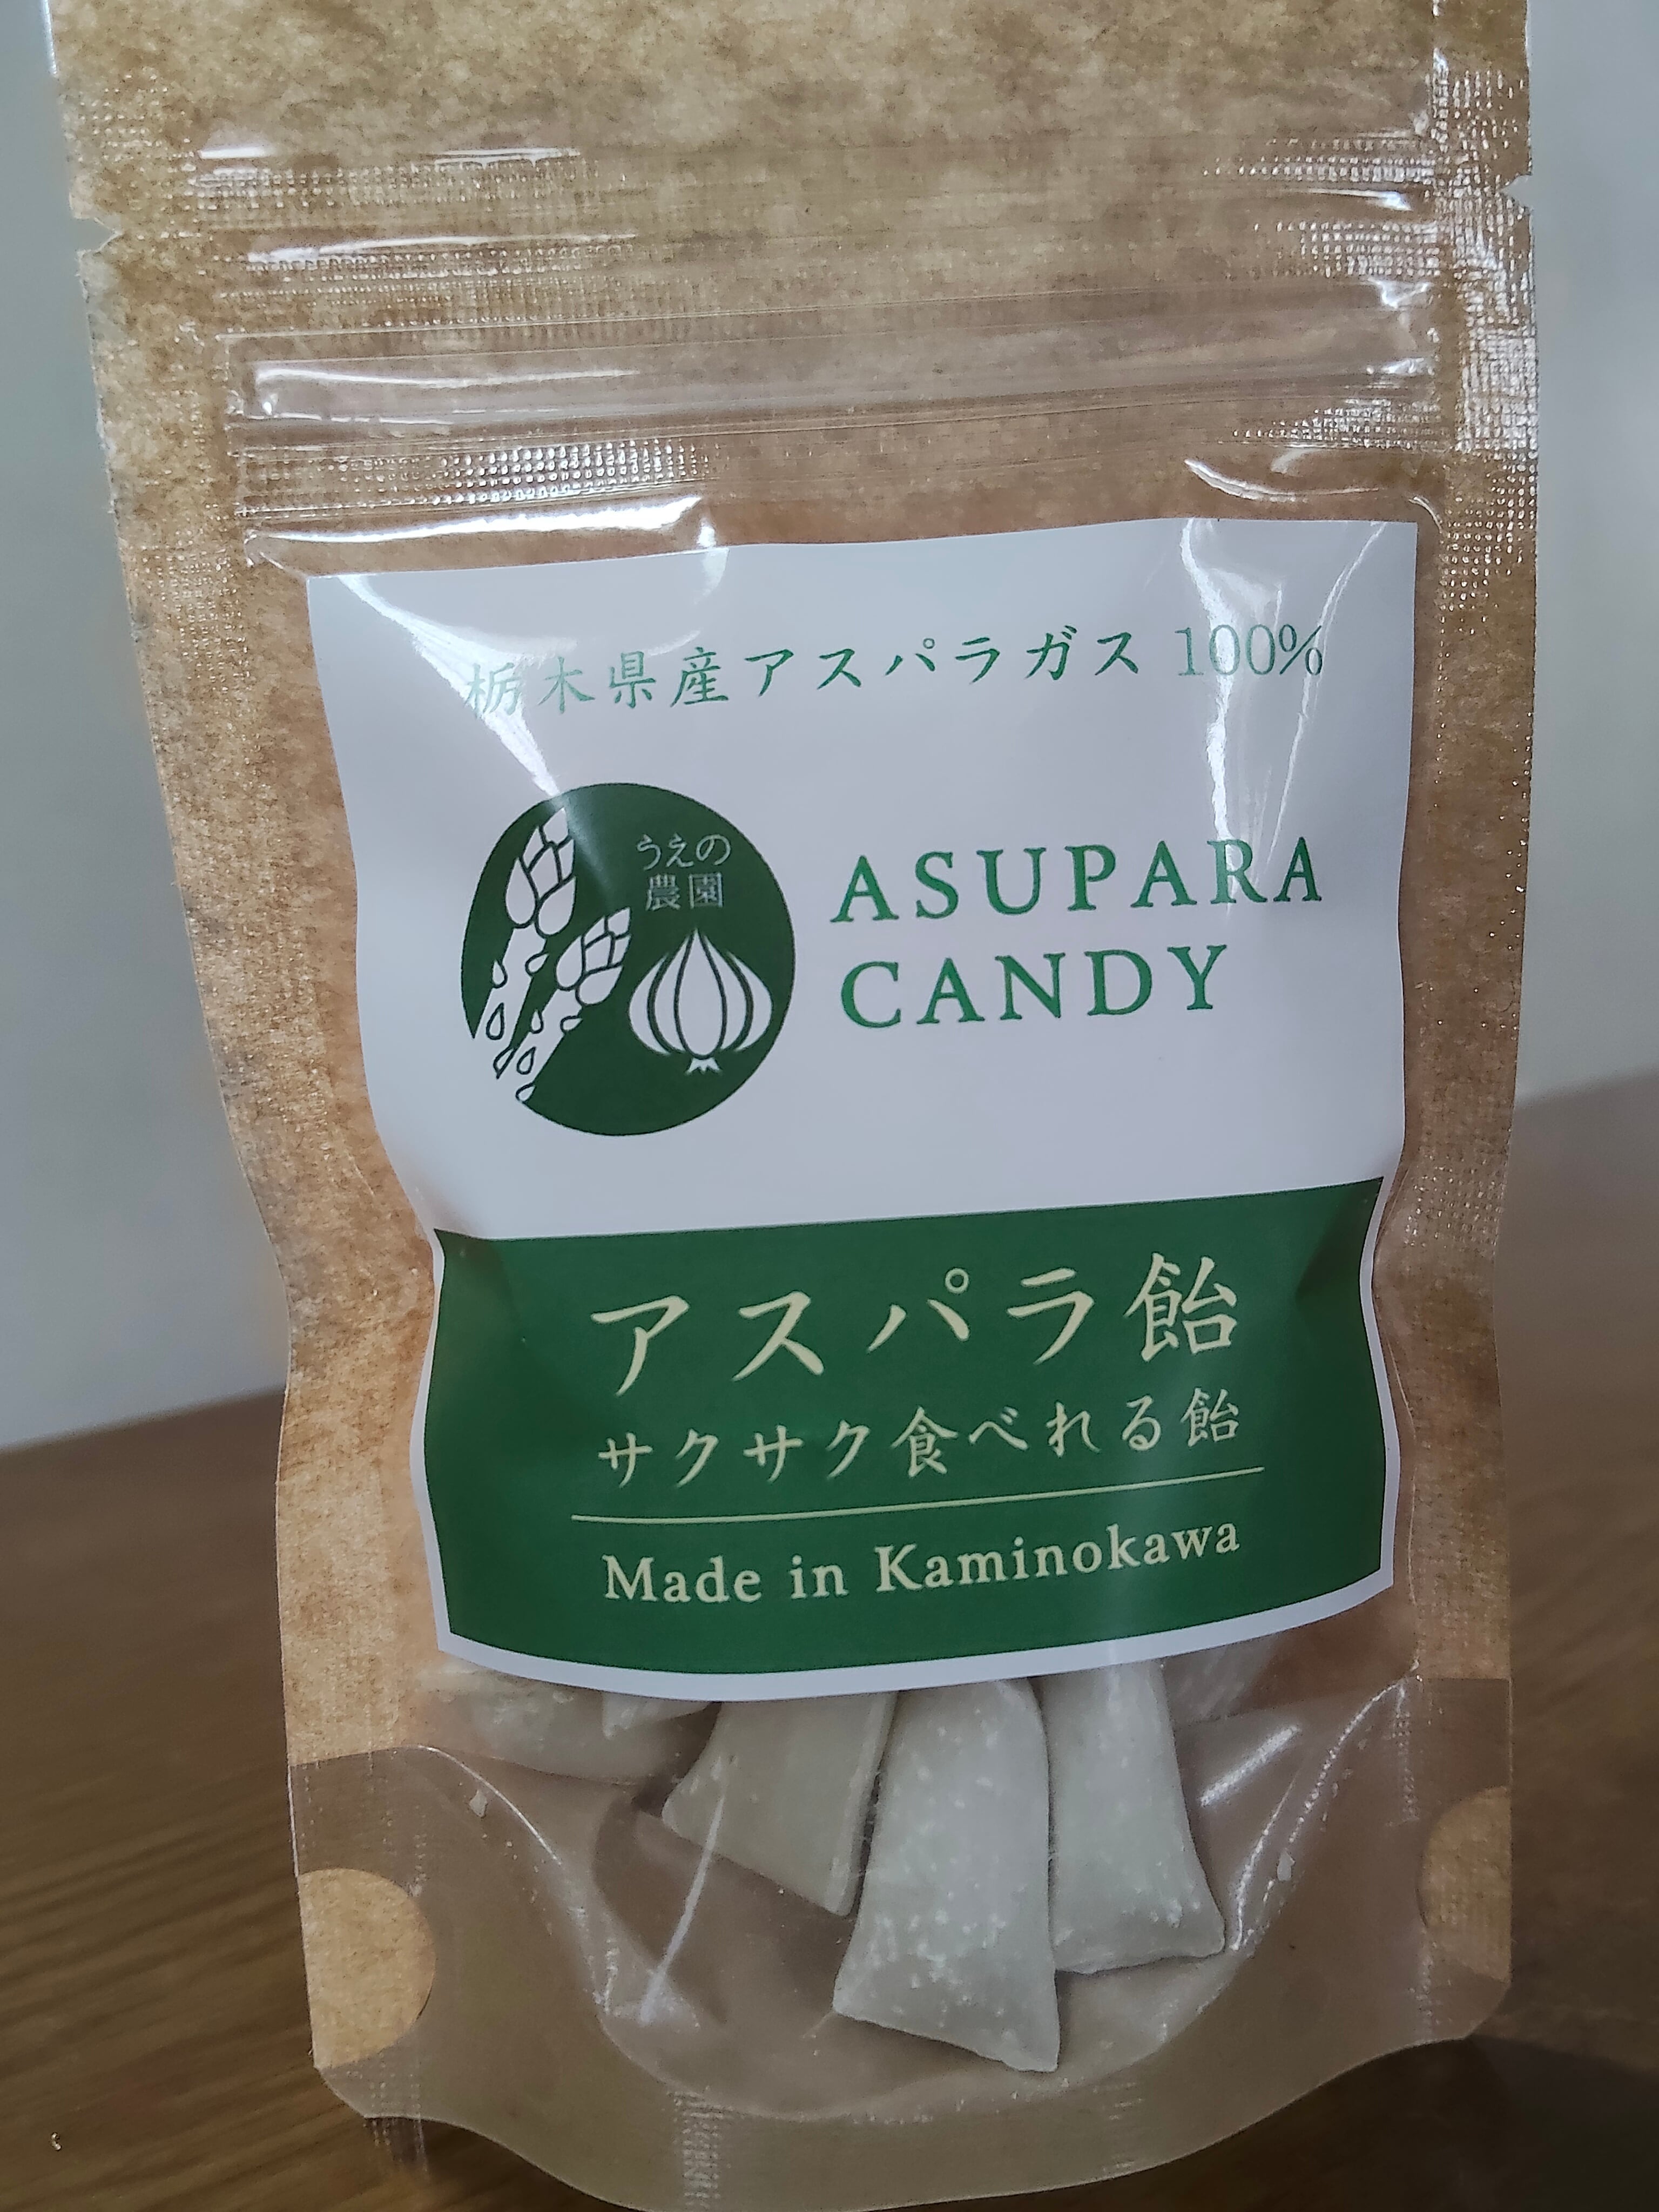 栃木県産アスパラガス 100%
うえの
農園
ASUPARA
CANDY
アスパラ飴
サクサク食べれる飴
Made in Kaminokawa